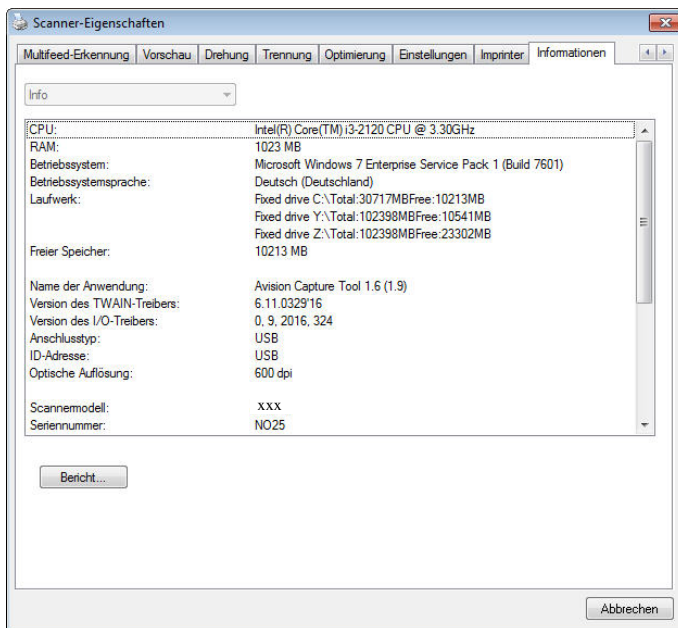 Scanner-Eigenschaften
Multifeed-Erkennung Vorschau Drehung Trennung Optimierung Einstellungen Imprinter Informationen
Info
CPU: Intel(R) Core(TM) i3-2120 CPU @ 3.30GHz
RAM: 1023 MB
Betriebssystem: Microsoft Windows 7 Enterprise Service Pack 1 (Build 7601)
Betriebssystemsprache: Deutsch (Deutschland)
Laufwerk: Fixed drive C:\Total:30717MBFree:10213MB
Fixed drive Y:\Total:102398MBFree:10541MB
Fixed drive Z:\Total:102398MBFree:23302MB
Freier Speicher: 10213 MB
Name der Anwendung: Avision Capture Tool 1.6 (1.9)
Version des TWAIN-Treibers: 6.11.0329'16
Version des I/O-Treibers: 0, 9, 2016, 324
Anschlusstyp: USB
ID-Adresse: USB
Optische Auflösung: 600 dpi
Scannermodell: xxx
Seriennummer: NO25
Bericht...
Abbrechen